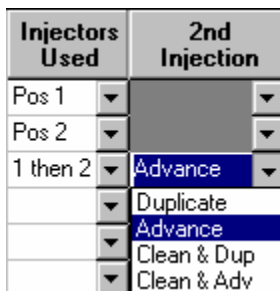 Injectors Used
2nd Injection
Pos 1
Pos 2
1 then 2
Advance
Duplicate
Advance
Clean & Dup
Clean & Adv